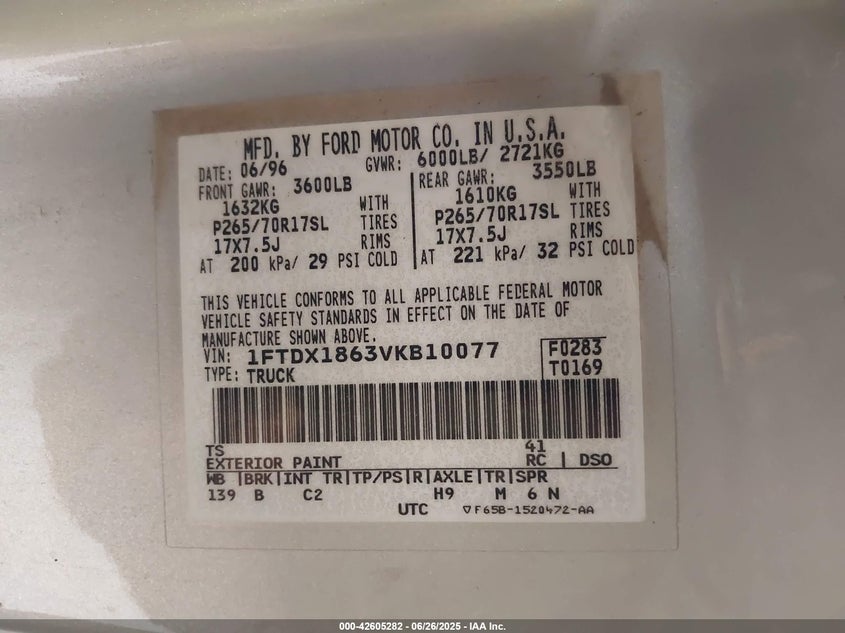 MFD. BY FORD MOTOR CO. IN U.S.A.
DATE: 06/96 GVWR: 6000LB/ 2721KG
FRONT GAWR: 3600LB REAR GAWR: 3550LB
1632KG WITH 1610KG WITH
P265/70R17SL TIRES P265/70R17SL TIRES
17X7.5J RIMS 17X7.5J RIMS
AT 200 kPa/ 29 PSI COLD AT 221 kPa/ 32 PSI COLD
THIS VEHICLE CONFORMS TO ALL APPLICABLE FEDERAL MOTOR
VEHICLE SAFETY STANDARDS IN EFFECT ON THE DATE OF
MANUFACTURE SHOWN ABOVE.
VIN: 1FTDX1863VKB10077 F0283
TYPE: TRUCK T0169
TS 41
EXTERIOR PAINT RC | DSO
WB |BRK|INT TR|TP/PS|R|AXLE|TR|SPR
139 B C2 H9 M 6 N
UTC ▽F65B-1520472-AA
000-42605282 - 06/26/2025 - IAA Inc.